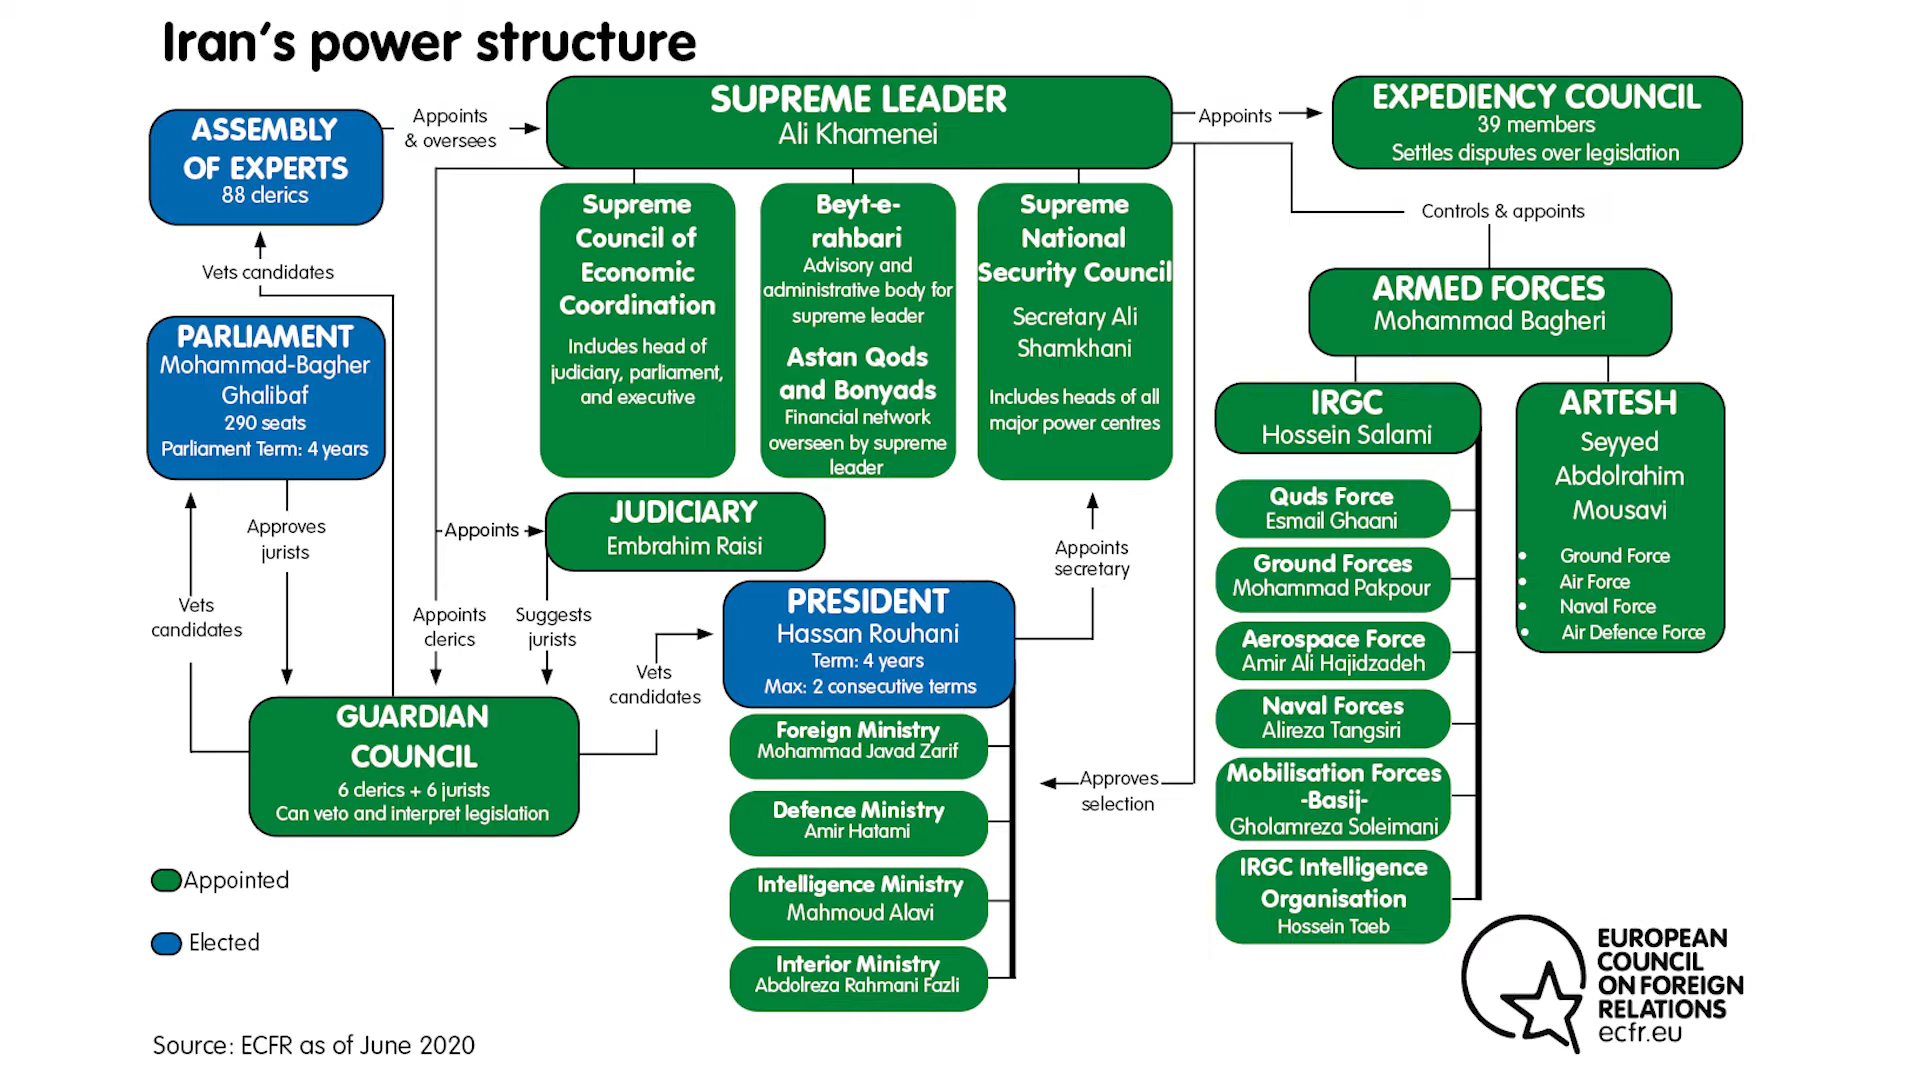 Iran's power structure
ASSEMBLY
OF EXPERTS
88 clerics
Appoints
& oversees
SUPREME LEADER
Ali Khamenei
Appoints
EXPEDIENCY COUNCIL
39 members
Settles disputes over legislation
Vets candidates
Supreme
Council of
Economic
Coordination
Includes head of
judiciary, parliament,
and executive
Beyt-e-
rahbari
Advisory and
administrative body for
supreme leader
Astan Qods
and Bonyads
Financial network
overseen by supreme
leader
Supreme
National
Security Council
Secretary Ali
Shamkhani
Includes heads of all
major power centres
Controls & appoints
ARMED FORCES
Mohammad Bagheri
PARLIAMENT
Mohammad-Bagher
Ghalibaf
290 seats
Parliament Term: 4 years
IRGC
Hossein Salami
Quds Force
Esmail Ghaani
Ground Forces
Mohammad Pakpour
Aerospace Force
Amir Ali Hajidzadeh
Naval Forces
Alireza Tangsiri
Mobilisation Forces
-Basij-
Gholamreza Soleimani
IRGC Intelligence
Organisation
Hossein Taeb
ARTESH
Seyyed
Abdolrahim
Mousavi
• Ground Force
• Air Force
• Naval Force
• Air Defence Force
Approves
jurists
Vets
candidates
Appoints
JUDICIARY
Embrahim Raisi
Appoints
clerics
Suggests
jurists
Appoints
secretary
Vets
candidates
PRESIDENT
Hassan Rouhani
Term: 4 years
Max: 2 consecutive terms
Foreign Ministry
Mohammad Javad Zarif
Defence Ministry
Amir Hatami
Intelligence Ministry
Mahmoud Alavi
Interior Ministry
Abdolreza Rahmani Fazli
Approves
selection
GUARDIAN
COUNCIL
6 clerics + 6 jurists
Can veto and interpret legislation
Appointed
Elected
Source: ECFR as of June 2020
EUROPEAN
COUNCIL
ON FOREIGN
RELATIONS
ecfr.eu